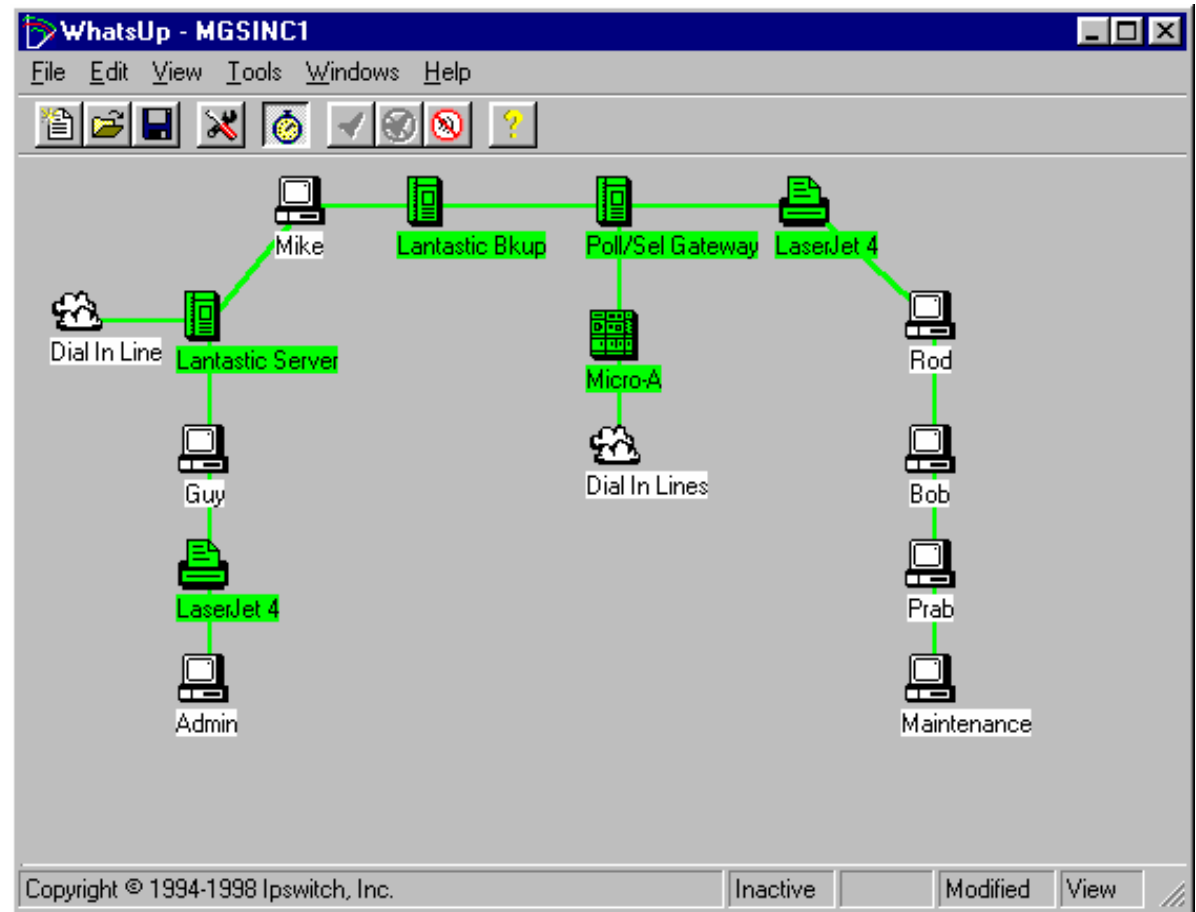 WhatsUp - MGSINC1
File Edit View Tools Windows Help
Mike
Lantastic Bkup
Poll/Sel Gateway
LaserJet 4
Dial In Line
Lantastic Server
Micro-A
Rod
Guy
Dial In Lines
Bob
LaserJet 4
Prab
Admin
Maintenance
Copyright © 1994-1998 Ipswitch, Inc. Inactive Modified View